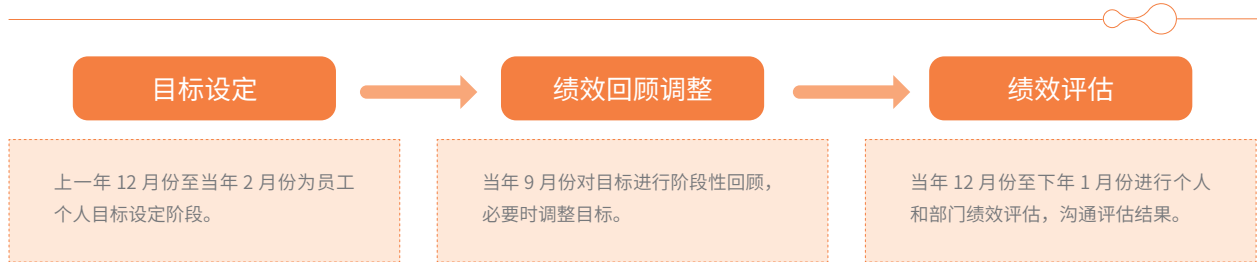 目标设定
绩效回顾调整
绩效评估
上一年 12 月份至当年 2 月份为员工
个人目标设定阶段。
当年 9 月份对目标进行阶段性回顾，
必要时调整目标。
当年 12 月份至下年 1 月份进行个人
和部门绩效评估，沟通评估结果。